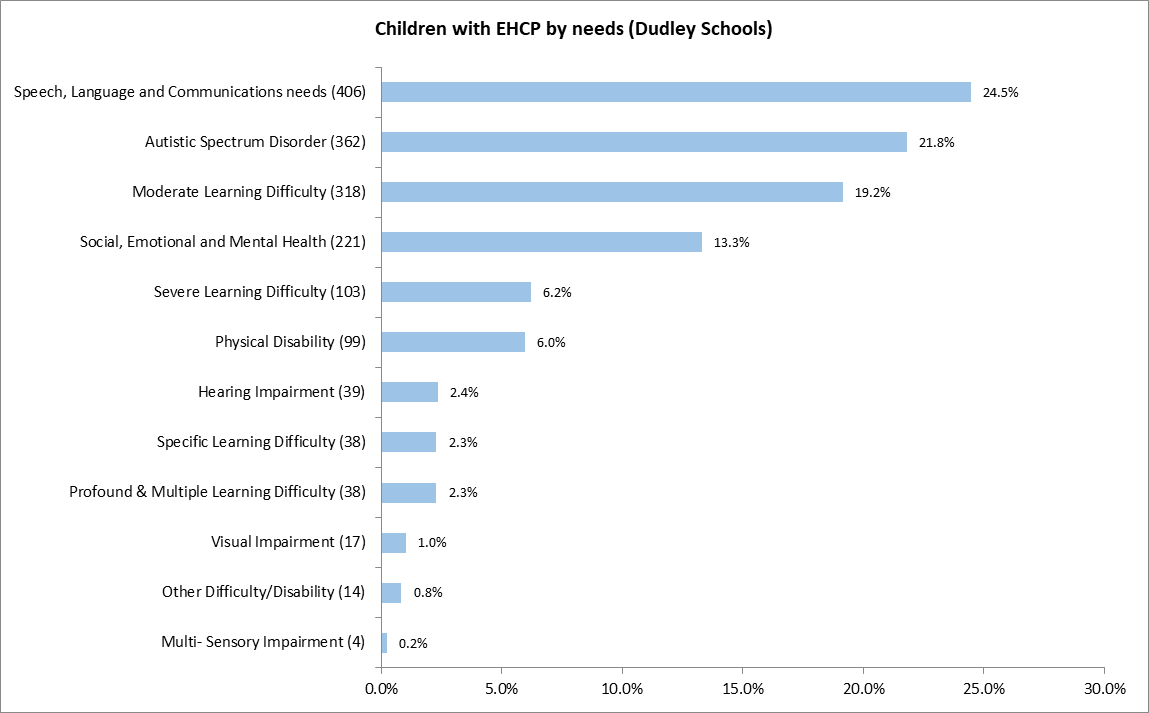 Children with EHCP by needs (Dudley Schools)
Speech, Language and Communications needs (406) 24.5%
Autistic Spectrum Disorder (362) 21.8%
Moderate Learning Difficulty (318) 19.2%
Social, Emotional and Mental Health (221) 13.3%
Severe Learning Difficulty (103) 6.2%
Physical Disability (99) 6.0%
Hearing Impairment (39) 2.4%
Specific Learning Difficulty (38) 2.3%
Profound & Multiple Learning Difficulty (38) 2.3%
Visual Impairment (17) 1.0%
Other Difficulty/Disability (14) 0.8%
Multi- Sensory Impairment (4) 0.2%
0.0% 5.0% 10.0% 15.0% 20.0% 25.0% 30.0%